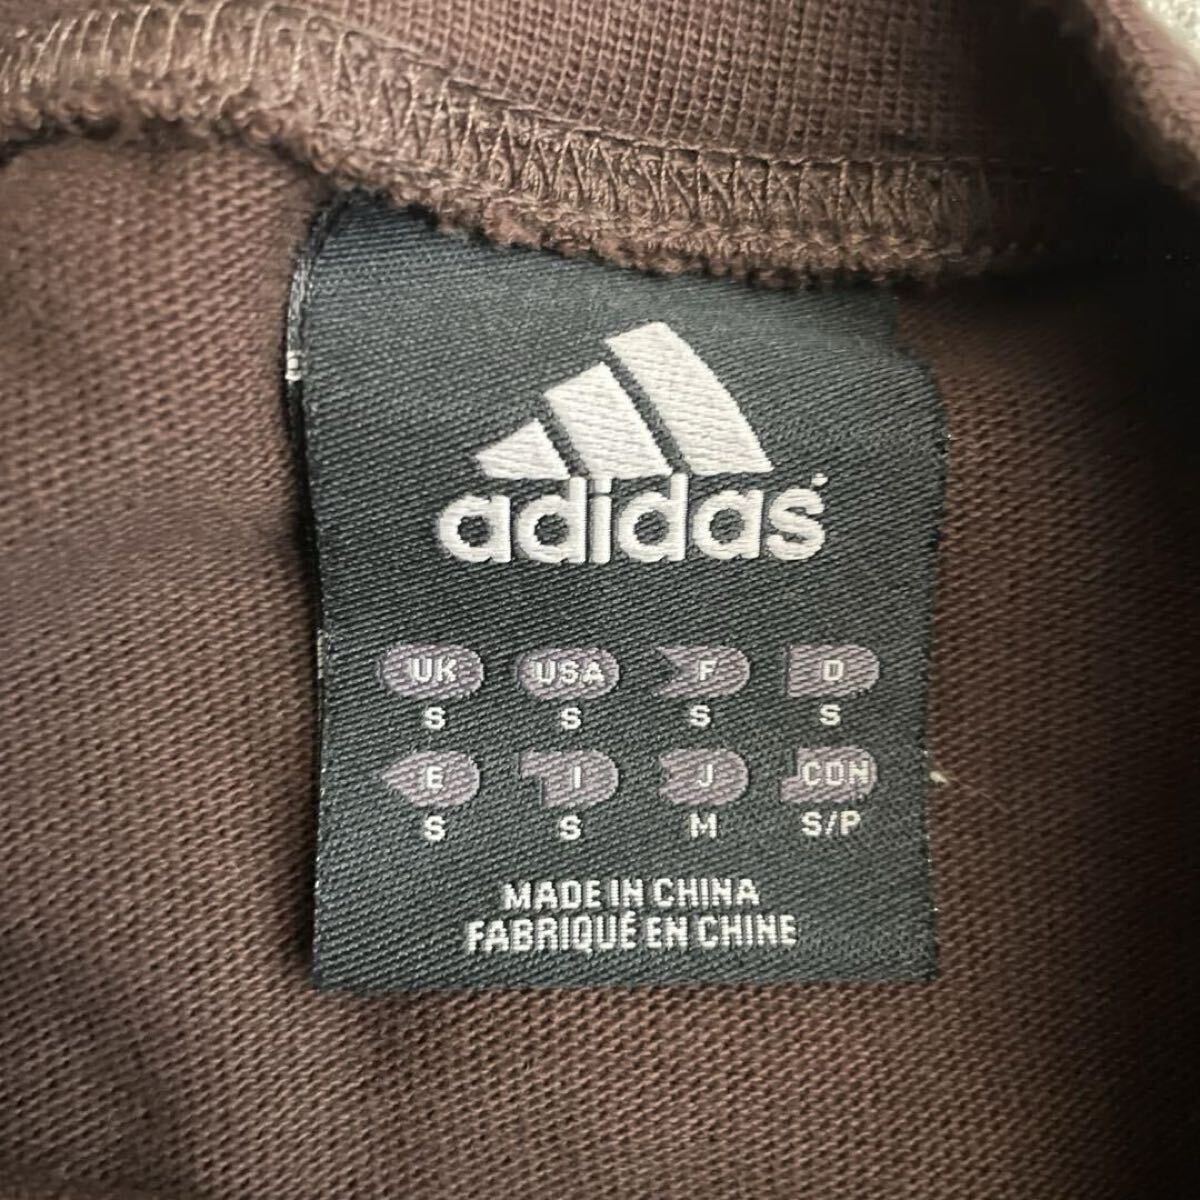 adidas
UK USA F D
S S S S
E I J CON
S S M S/P
MADE IN CHINA
FABRIQUÉ EN CHINE